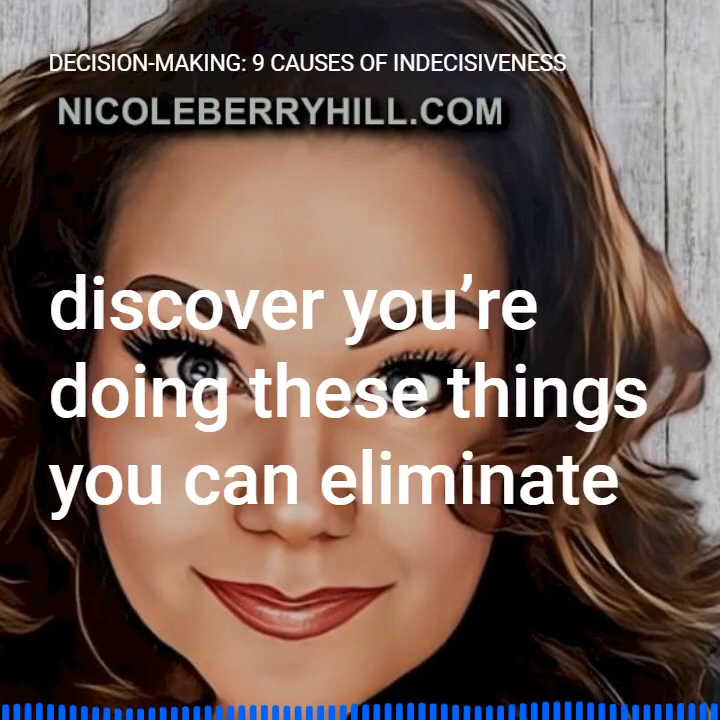 DECISION-MAKING: 9 CAUSES OF INDECISIVENESS
NICOLEBERRYHILL.COM
discover you’re
doing these things
you can eliminate